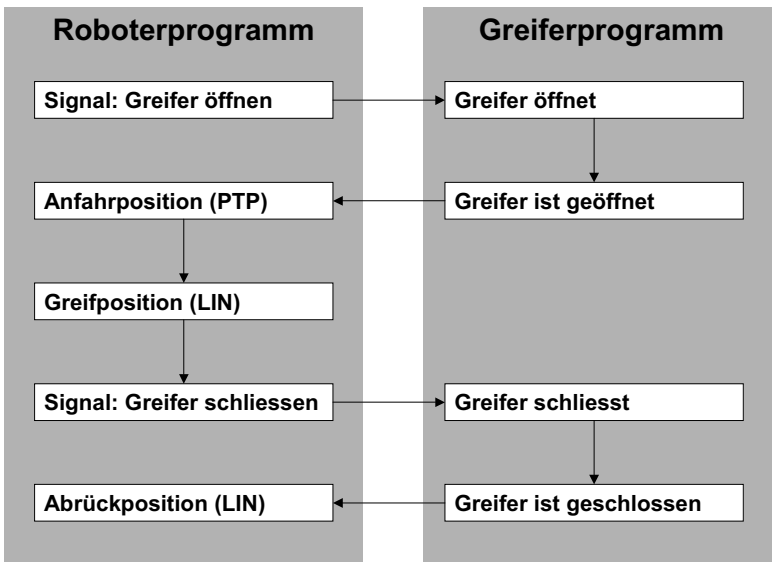 Roboterprogramm
Greiferprogramm
Signal: Greifer öffnen
Greifer öffnet
Anfahrposition (PTP)
Greifer ist geöffnet
Greifposition (LIN)
Signal: Greifer schliessen
Greifer schliesst
Abrückposition (LIN)
Greifer ist geschlossen